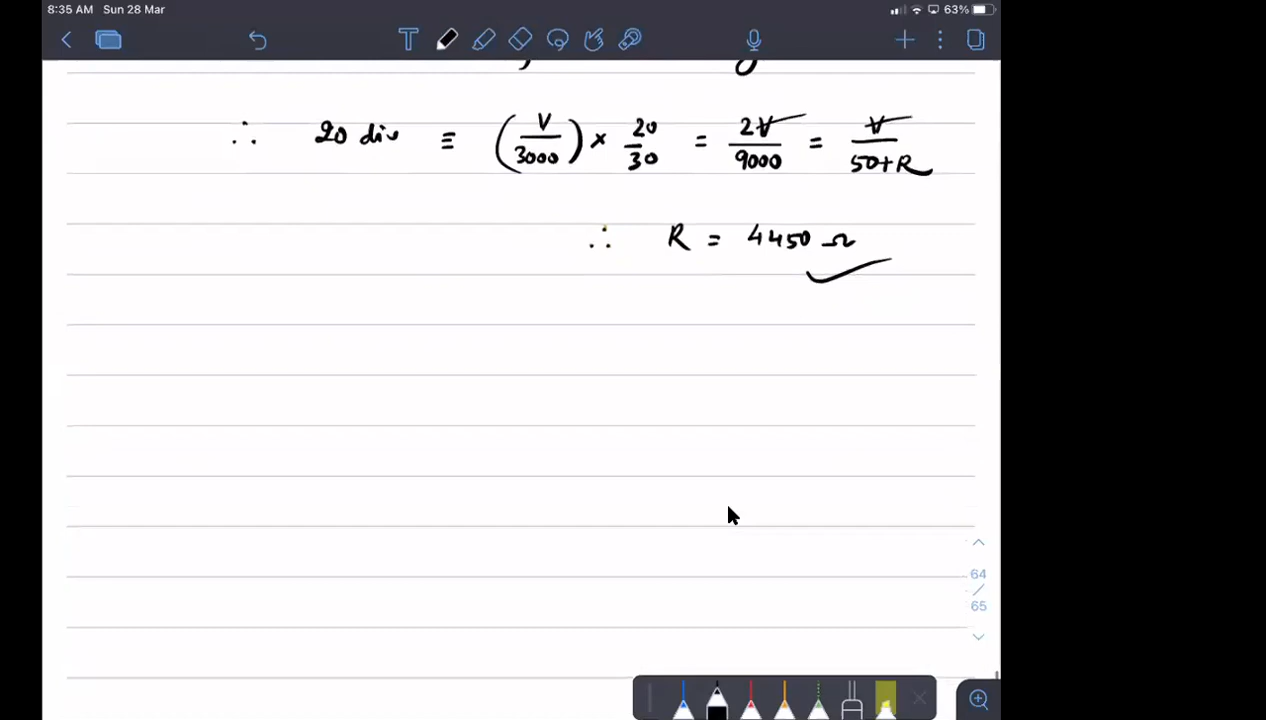 8:35 AM Sun 28 Mar 63%
T
∴ 20 div ≡ (V/3000) × 20/30 = 2V/9000 = V/50+R
∴ R = 4450 Ω
64
/
65